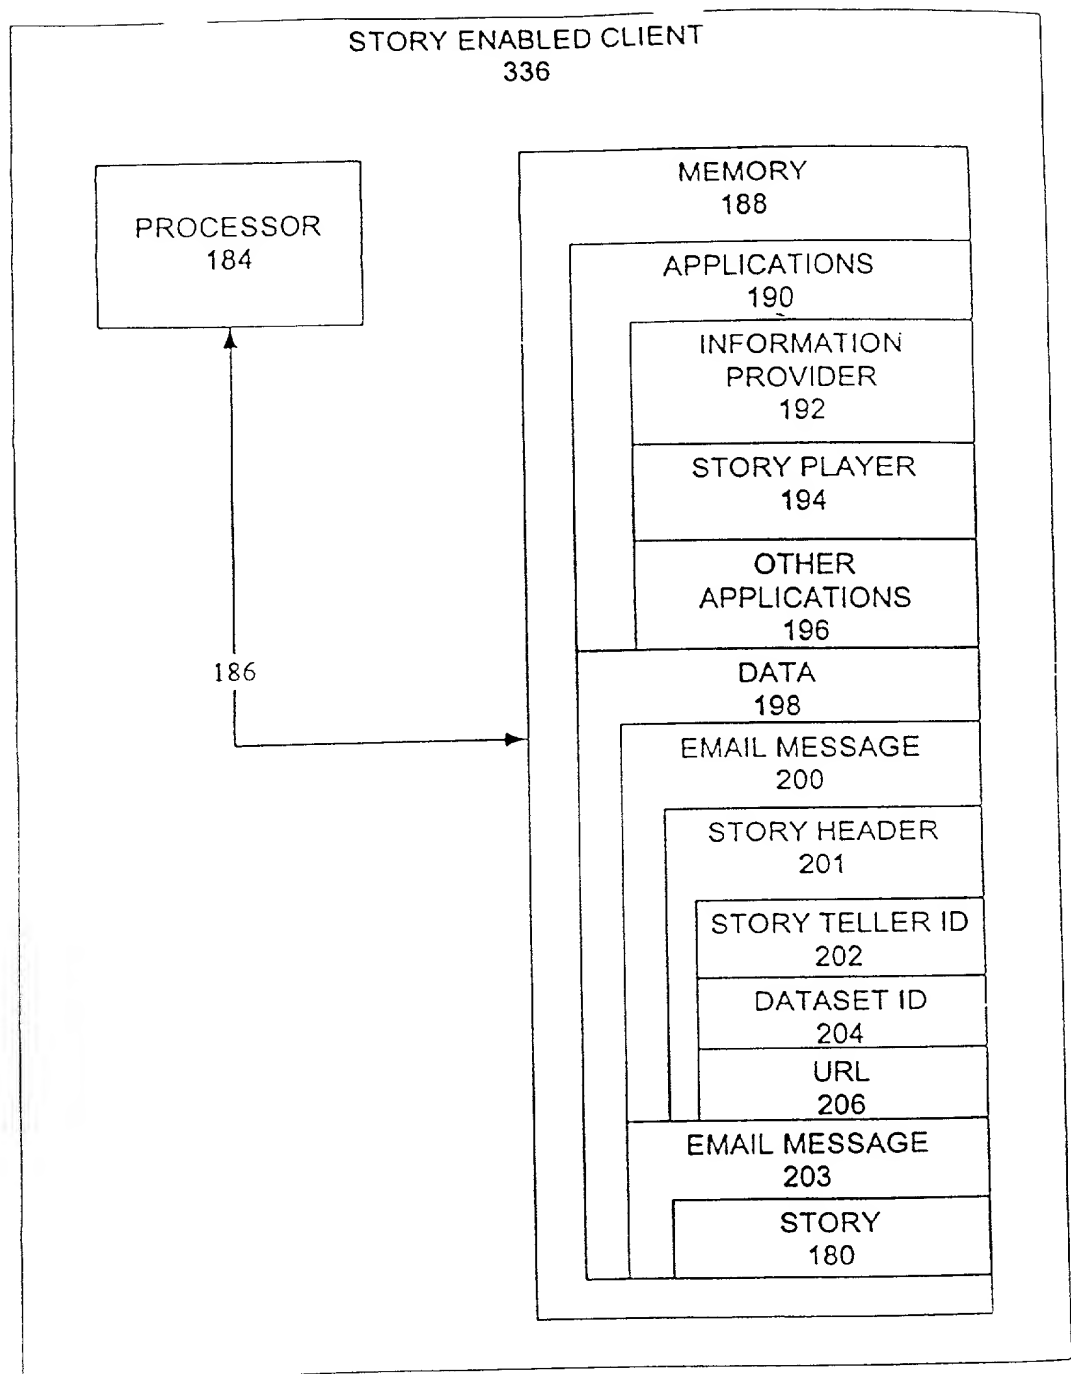 STORY ENABLED CLIENT
336
PROCESSOR
184
186
MEMORY
188
APPLICATIONS
190
INFORMATION
PROVIDER
192
STORY PLAYER
194
OTHER
APPLICATIONS
196
DATA
198
EMAIL MESSAGE
200
STORY HEADER
201
STORY TELLER ID
202
DATASET ID
204
URL
206
EMAIL MESSAGE
203
STORY
180